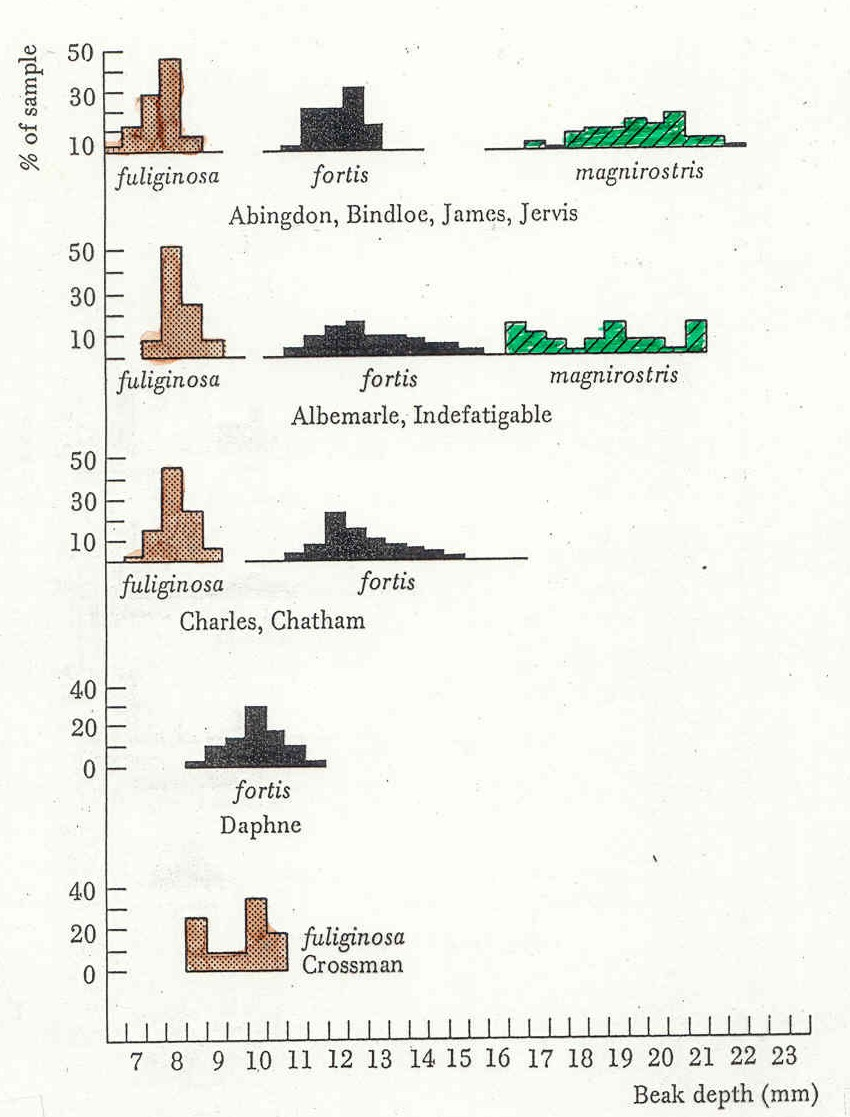 % of sample
50
30
10
fuliginosa fortis magnirostris
Abingdon, Bindloe, James, Jervis
50
30
10
fuliginosa fortis magnirostris
Albemarle, Indefatigable
50
30
10
fuliginosa fortis
Charles, Chatham
40
20
0
fortis
Daphne
40
20
0
fuliginosa
Crossman
7 8 9 10 11 12 13 14 15 16 17 18 19 20 21 22 23
Beak depth (mm)